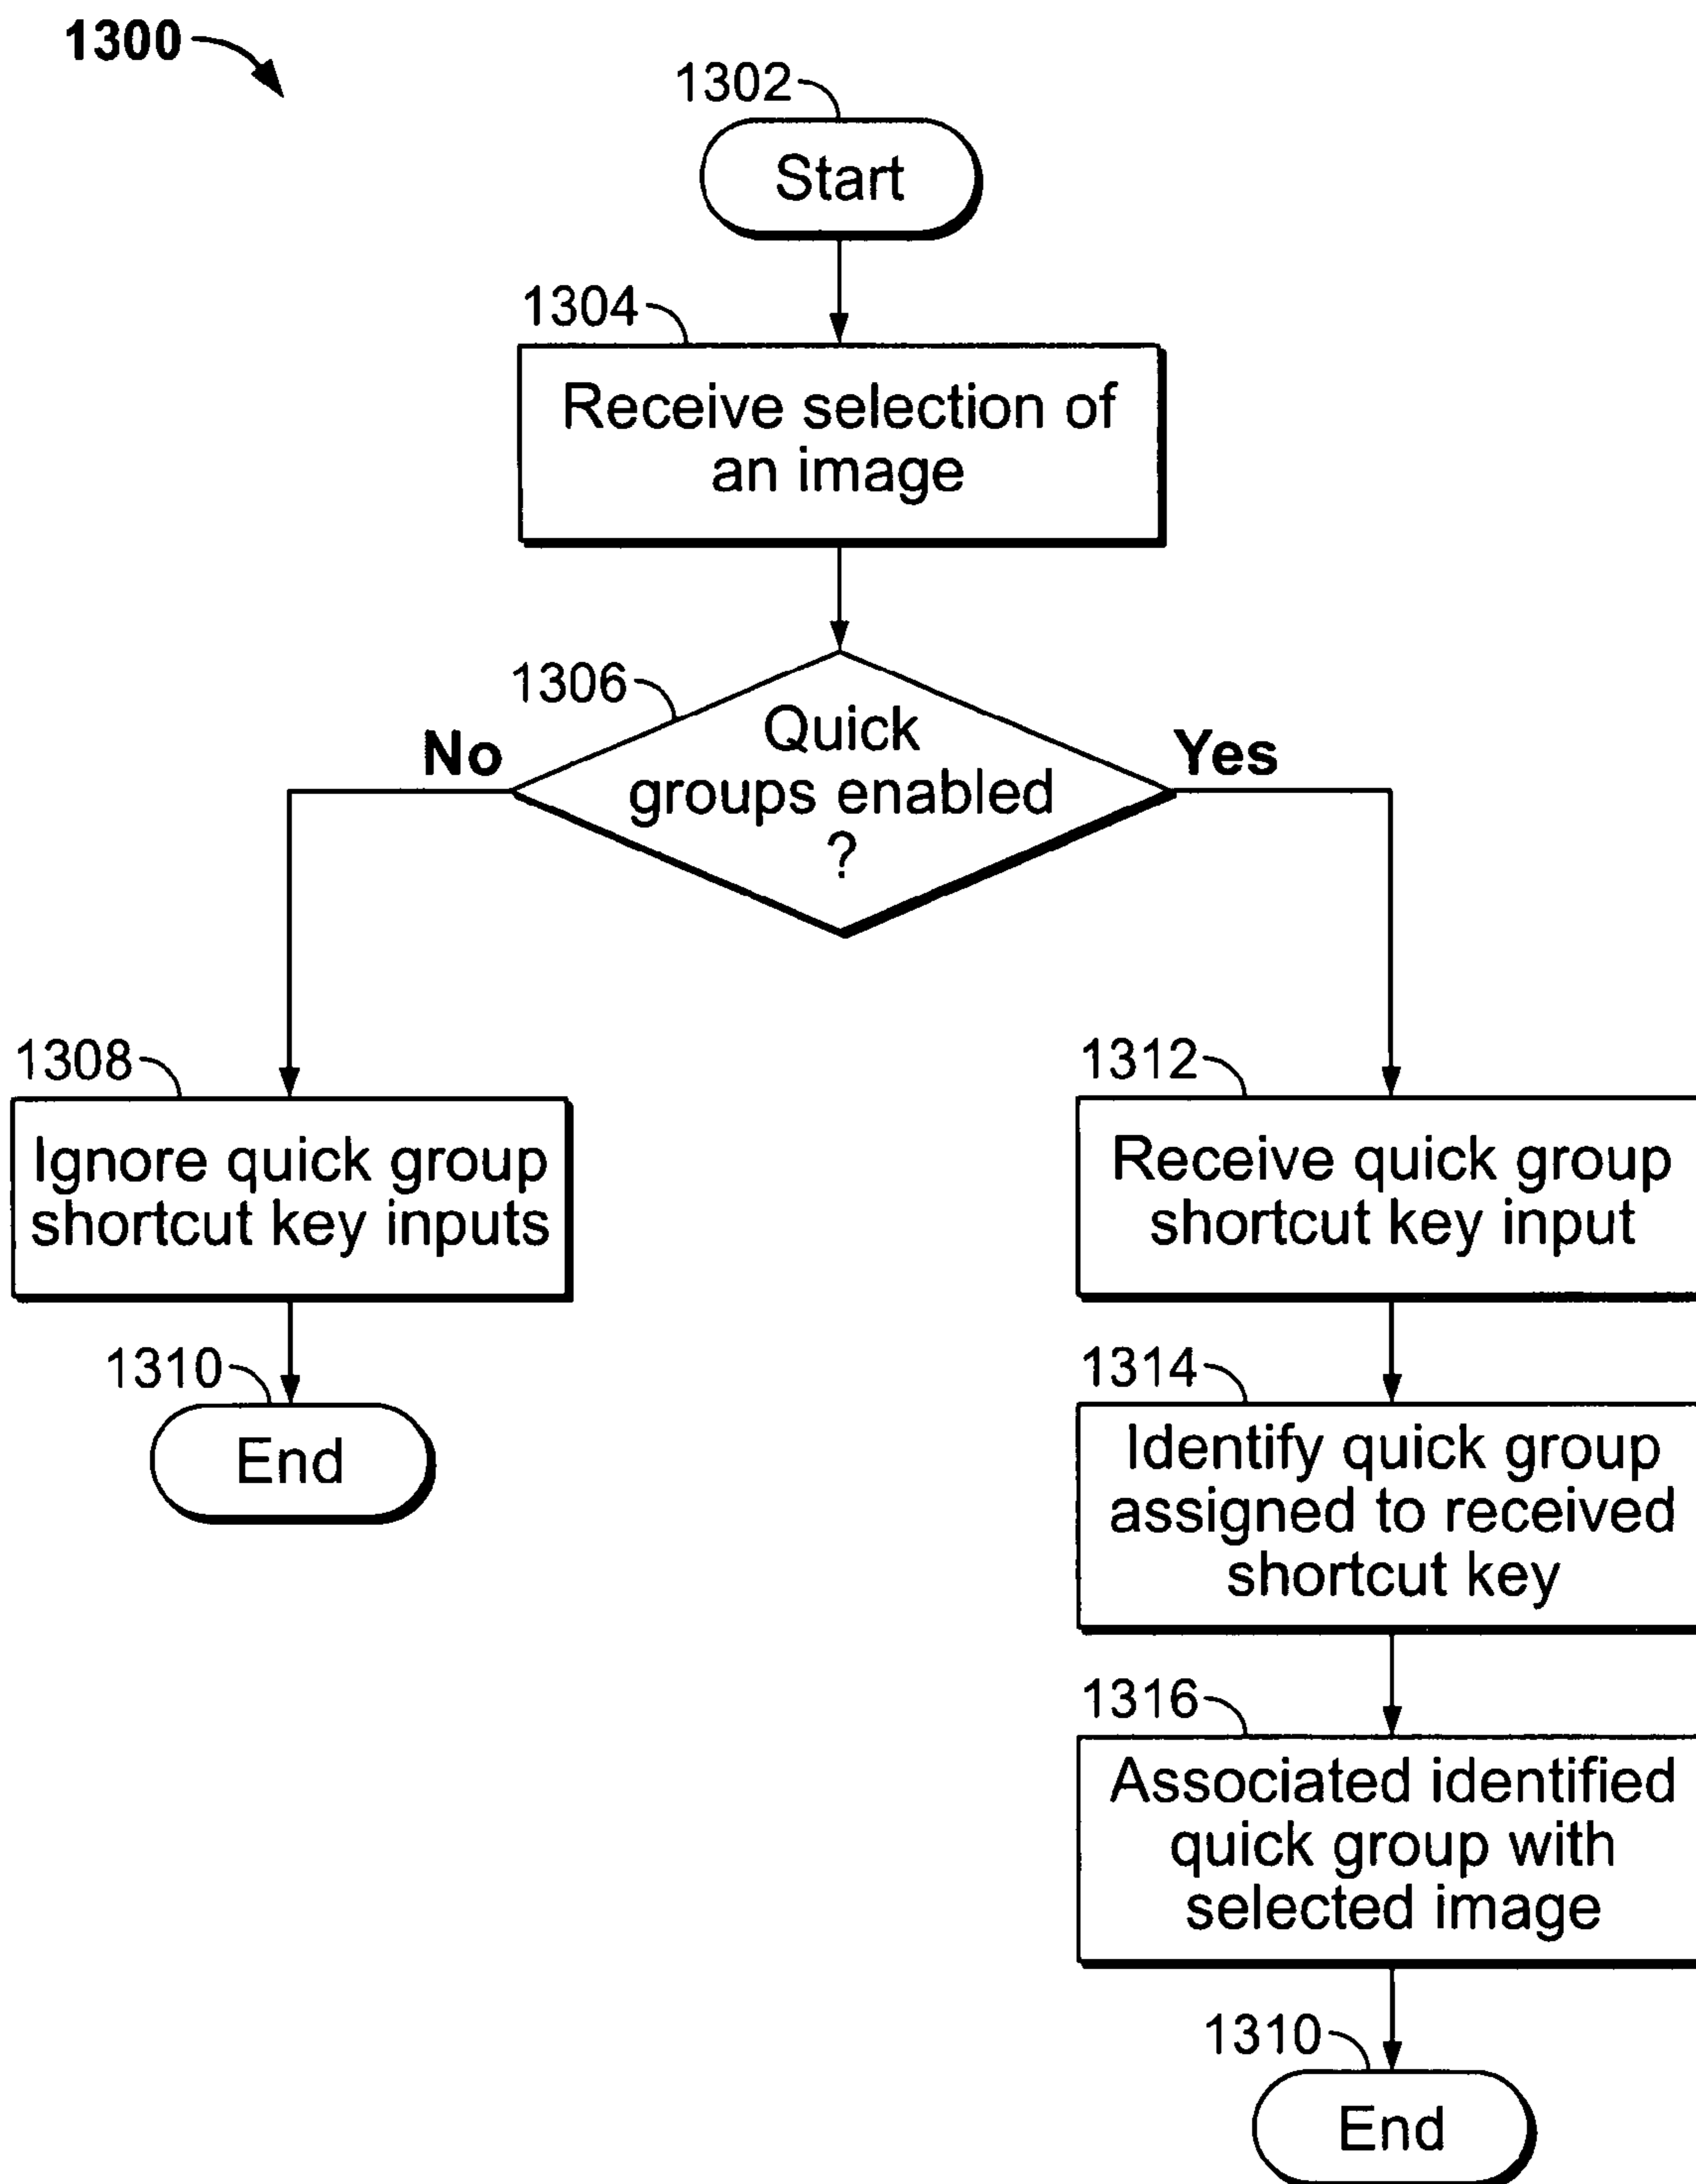 1300
1302
Start
1304
Receive selection of
an image
1306
Quick
groups enabled
?
No
Yes
1308
Ignore quick group
shortcut key inputs
1310
End
1312
Receive quick group
shortcut key input
1314
Identify quick group
assigned to received
shortcut key
1316
Associated identified
quick group with
selected image
1310
End